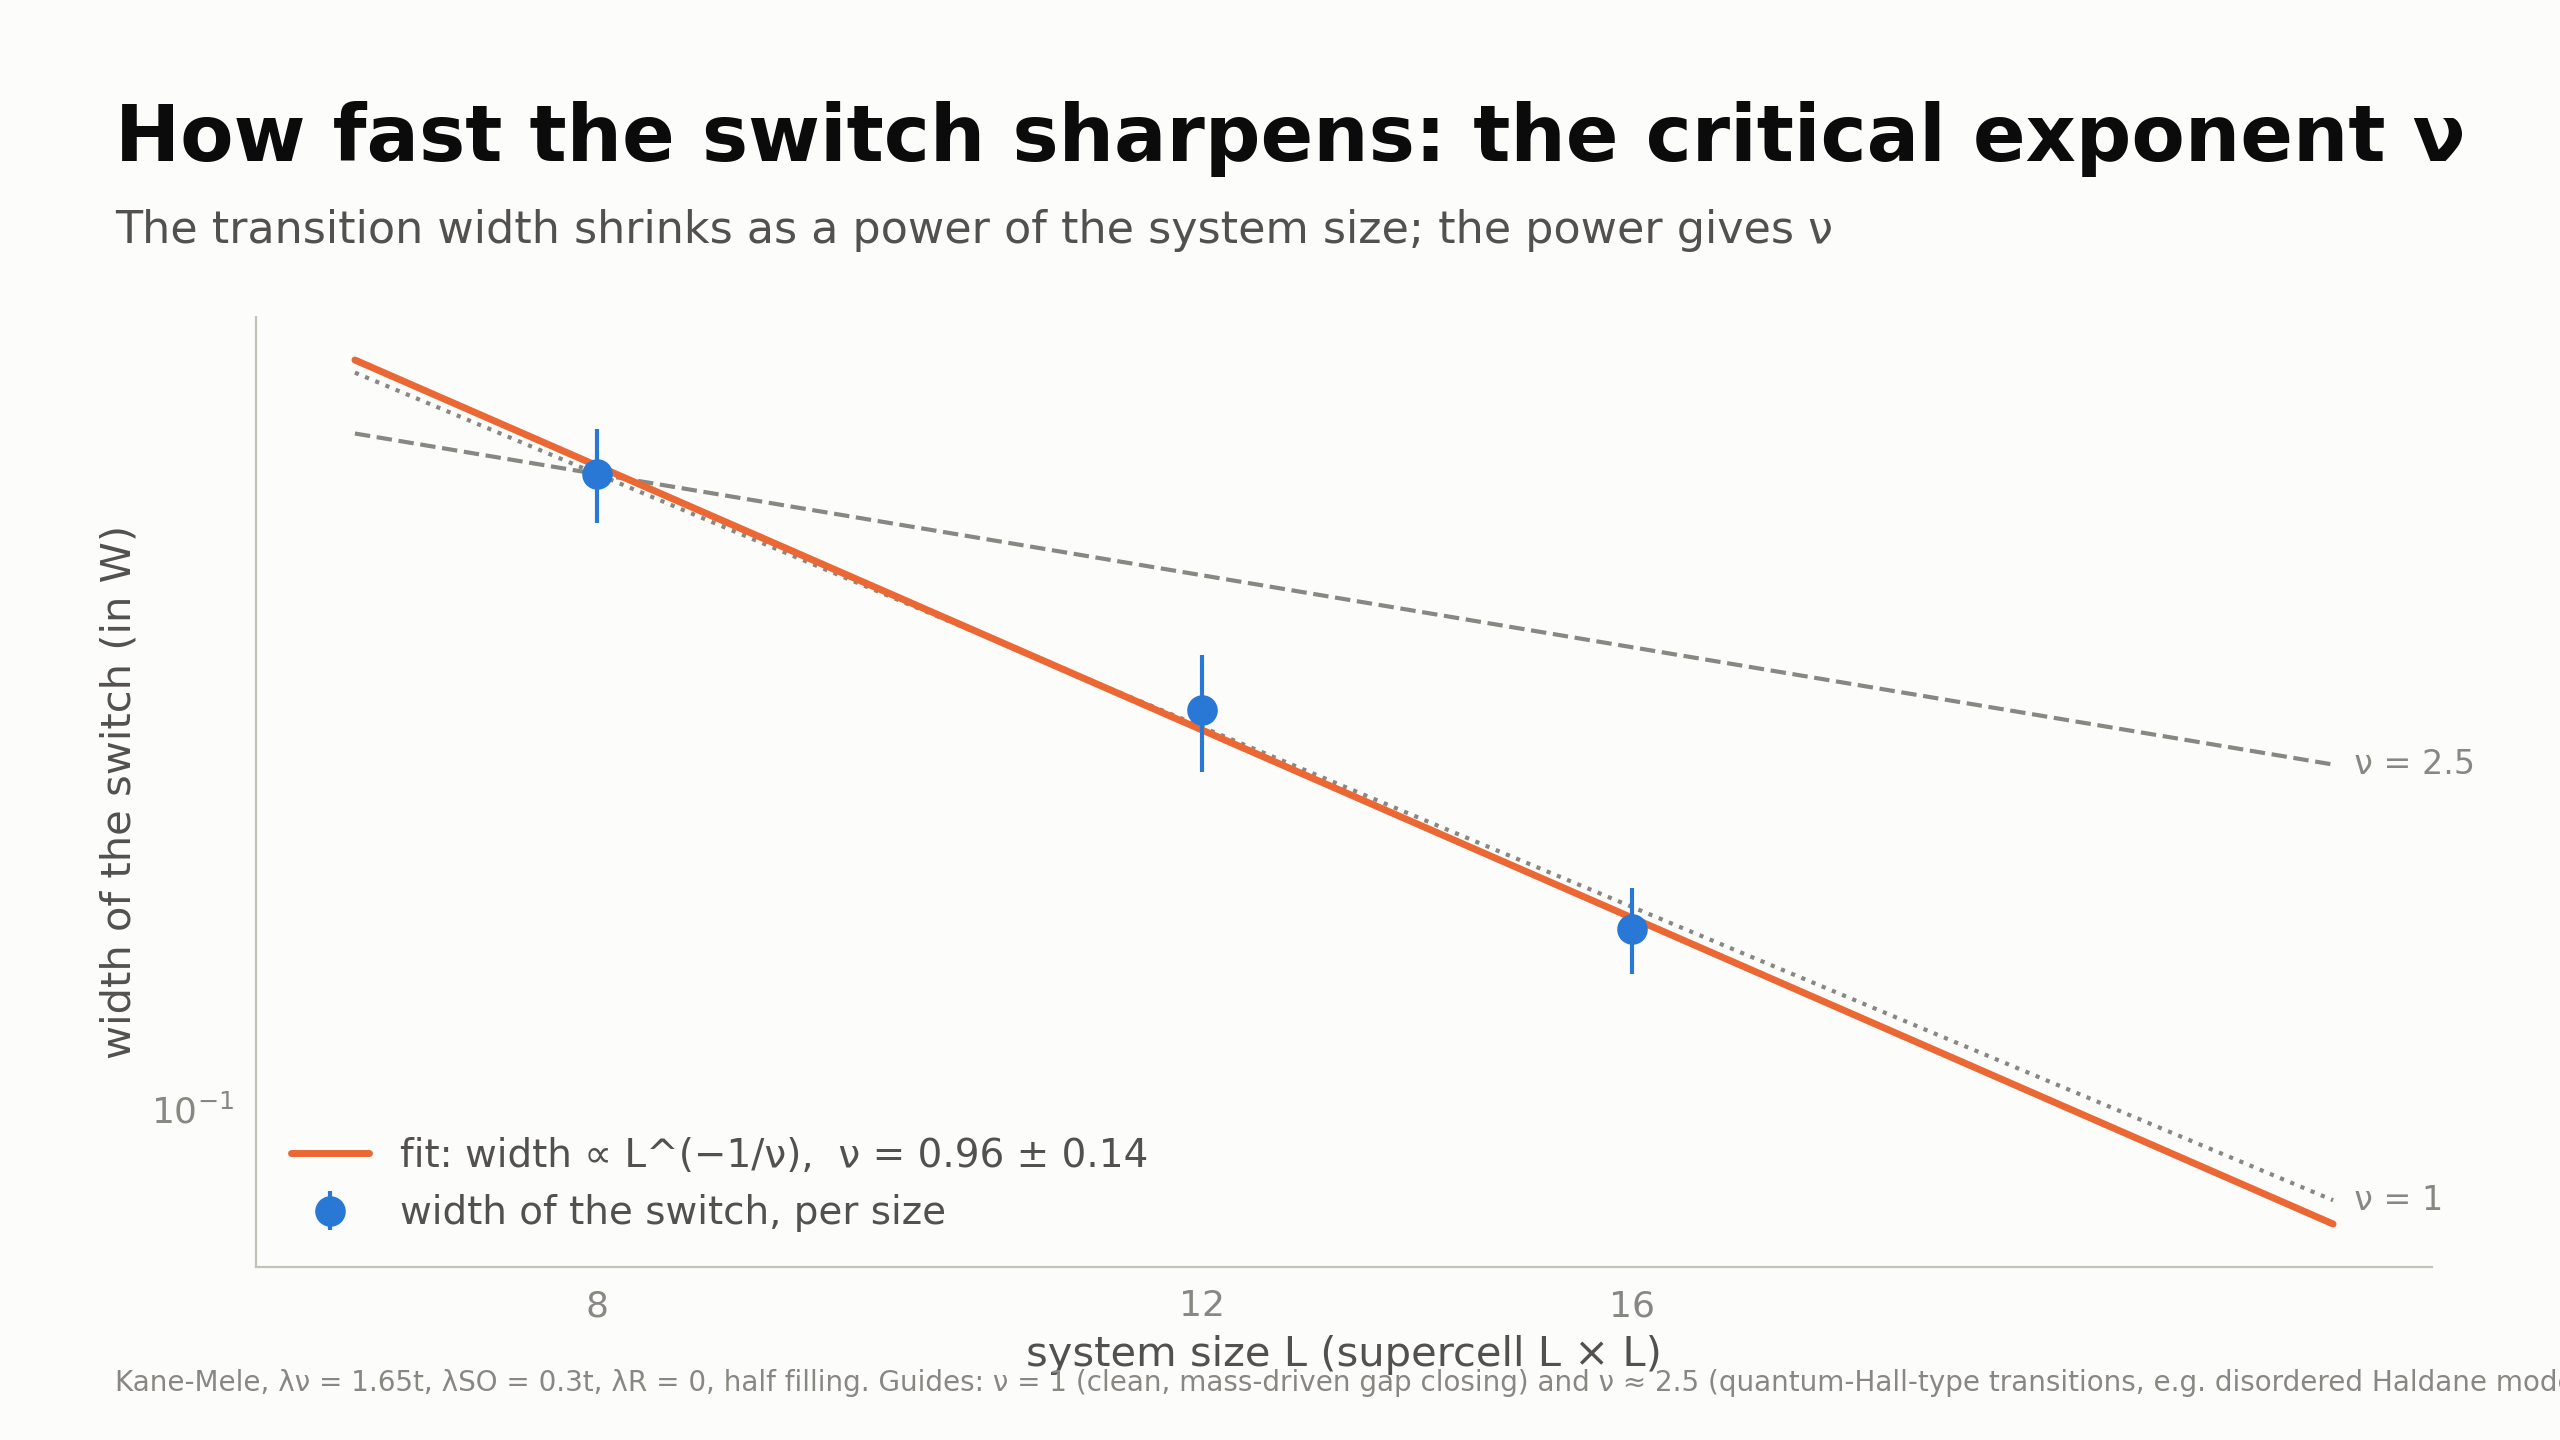 How fast the switch sharpens: the critical exponent ν
The transition width shrinks as a power of the system size; the power gives ν
width of the switch (in W)
ν = 2.5
10⁻¹
fit: width ∝ L^(−1/ν),  ν = 0.96 ± 0.14
width of the switch, per size
ν = 1
8
12
16
system size L (supercell L × L)
Kane-Mele, λν = 1.65t, λSO = 0.3t, λR = 0, half filling. Guides: ν = 1 (clean, mass-driven gap closing) and ν ≈ 2.5 (quantum-Hall-type transitions, e.g. disordered Haldane